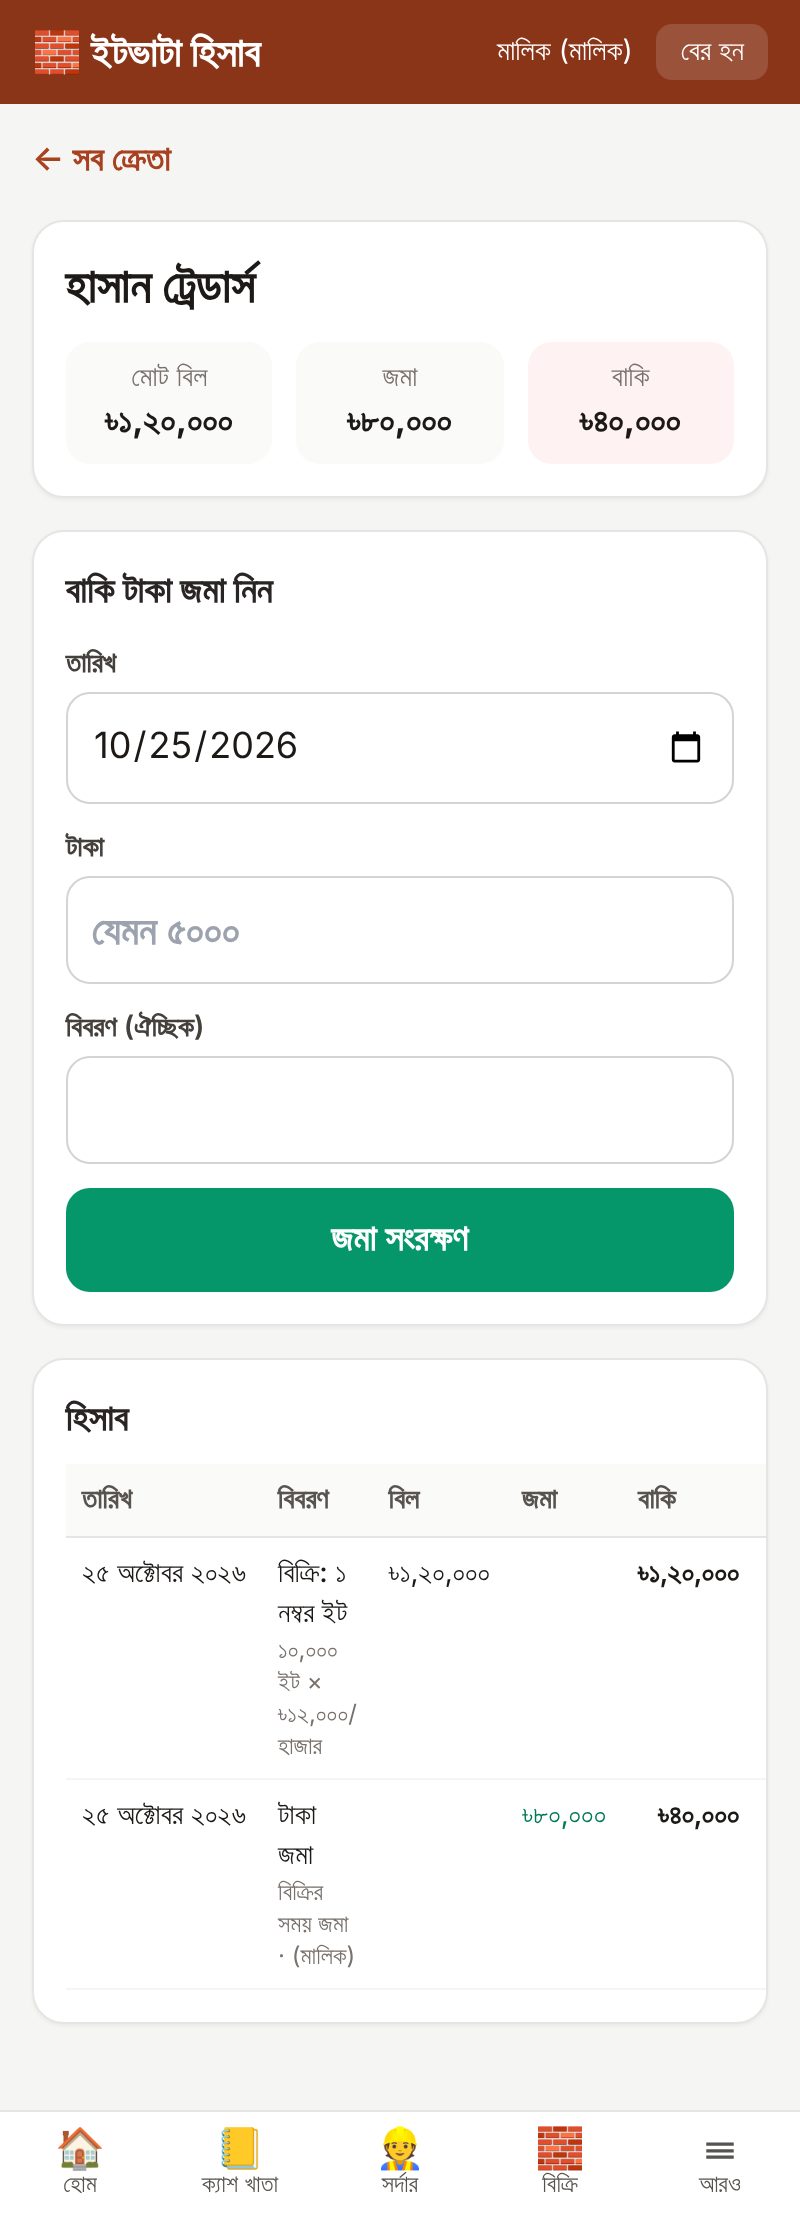 ইটভাটা হিসাব
মালিক (মালিক)
বের হন
← সব ক্রেতা
হাসান ট্রেডার্স
মোট বিল
জমা
বাকি
৳১,২০,০০০
৳৮০,০০০
৳৪০,০০০
বাকি টাকা জমা নিন
তারিখ
10/25/2026
টাকা
যেমন ৫০০০
বিবরণ (ঐচ্ছিক)
জমা সংরক্ষণ
হিসাব
তারিখ বিবরণ বিল জমা বাকি
২৫ অক্টোবর ২০২৬ বিক্রি: ১ ৳১,২০,০০০ ৳১,২০,০০০
নম্বর ইট
১০,০০০
ইট ×
৳১২,০০০/
হাজার
২৫ অক্টোবর ২০২৬ টাকা ৳৮০,০০০ ৳৪০,০০০
জমা
বিক্রির
সময় জমা
· (মালিক)
হোম
ক্যাশ খাতা
সর্দার
বিক্রি
আরও